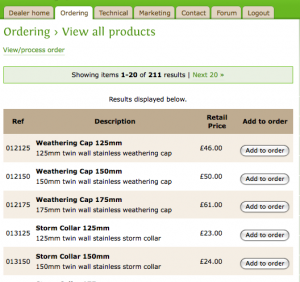 Dealer home Ordering Technical Marketing Contact Forum Logout
Ordering › View all products
View/process order
Showing items 1-20 of 211 results | Next 20 »
Results displayed below.
Ref Description Retail Price Add to order
012125 Weathering Cap 125mm £46.00 Add to order
125mm twin wall stainless weathering cap
012150 Weathering Cap 150mm £50.00 Add to order
150mm twin wall stainless weathering cap
012175 Weathering Cap 175mm £61.00 Add to order
175mm twin wall stainless weathering cap
013125 Storm Collar 125mm £23.00 Add to order
125mm twin wall stainless storm collar
013150 Storm Collar 150mm £24.00 Add to order
150mm twin wall stainless storm collar